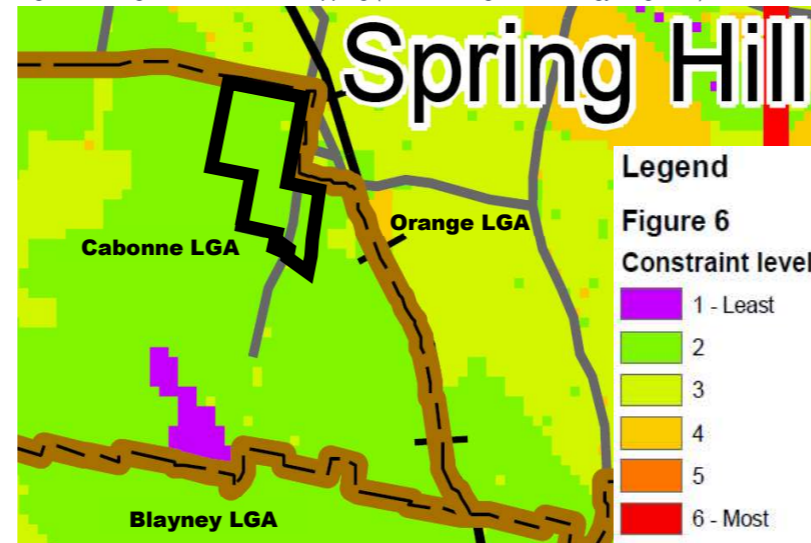 Spring Hill
Orange LGA
Cabonne LGA
Blayney LGA
Legend
Figure 6
Constraint level
1 - Least
2
3
4
5
6 - Most